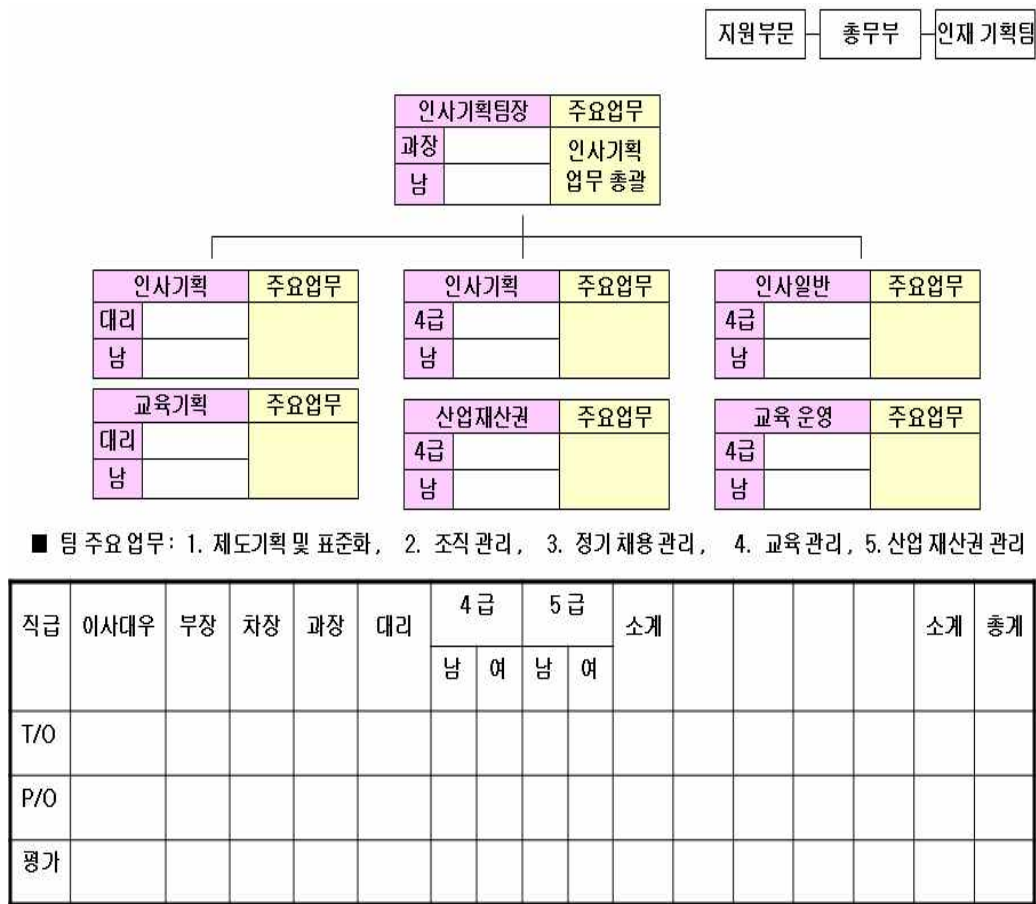 지원부문 총무부 인재 기획팀
인사기획팀장 주요업무
과장 인사기획
남 업무 총괄
인사기획 주요업무 인사기획 주요업무 인사일반 주요업무
대리 4급 4급
남 남 남
교육기획 주요업무 산업재산권 주요업무 교육 운영 주요업무
대리 4급 4급
남 남 남
■ 팀 주요업무: 1. 제도기획 및 표준화, 2. 조직 관리, 3. 정기 채용 관리, 4. 교육 관리, 5. 산업 재산권 관리
직급 이사대우 부장 차장 과장 대리 4급 5급 소계 소계 총계
남 여 남 여
T/O
P/O
평가